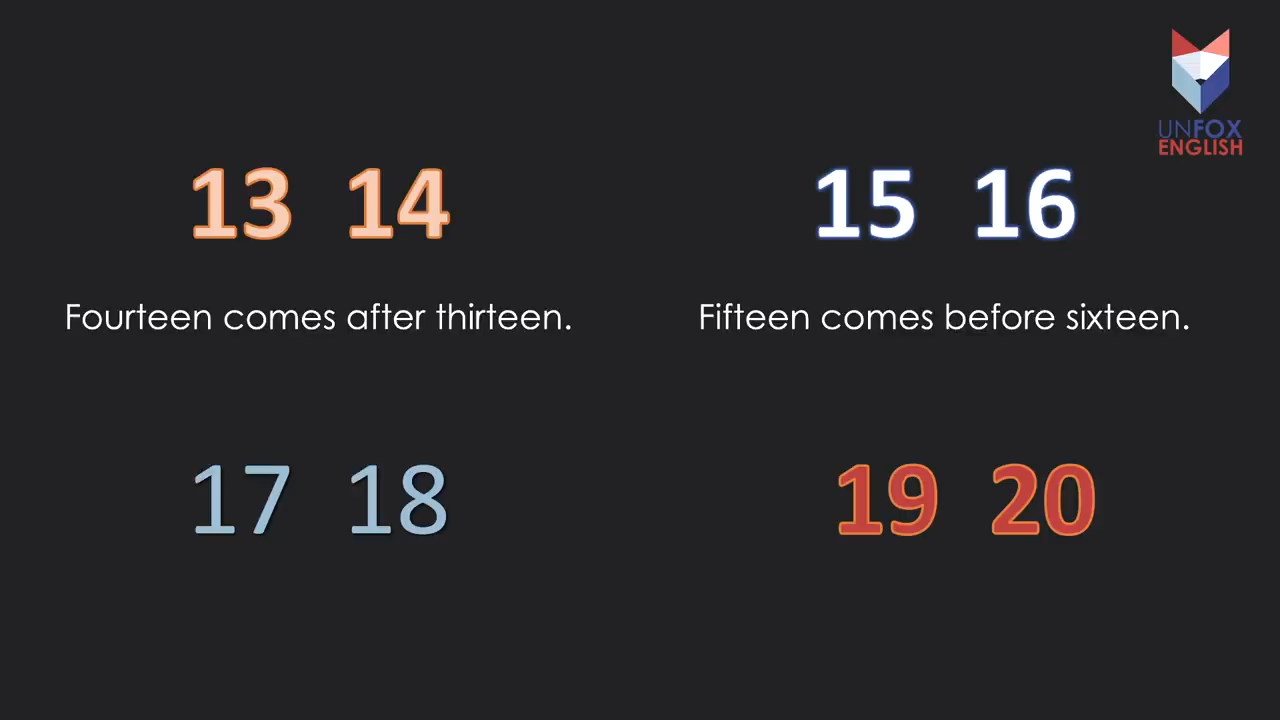 UNFOX
ENGLISH
13 14
15 16
Fourteen comes after thirteen.
Fifteen comes before sixteen.
17 18
19 20